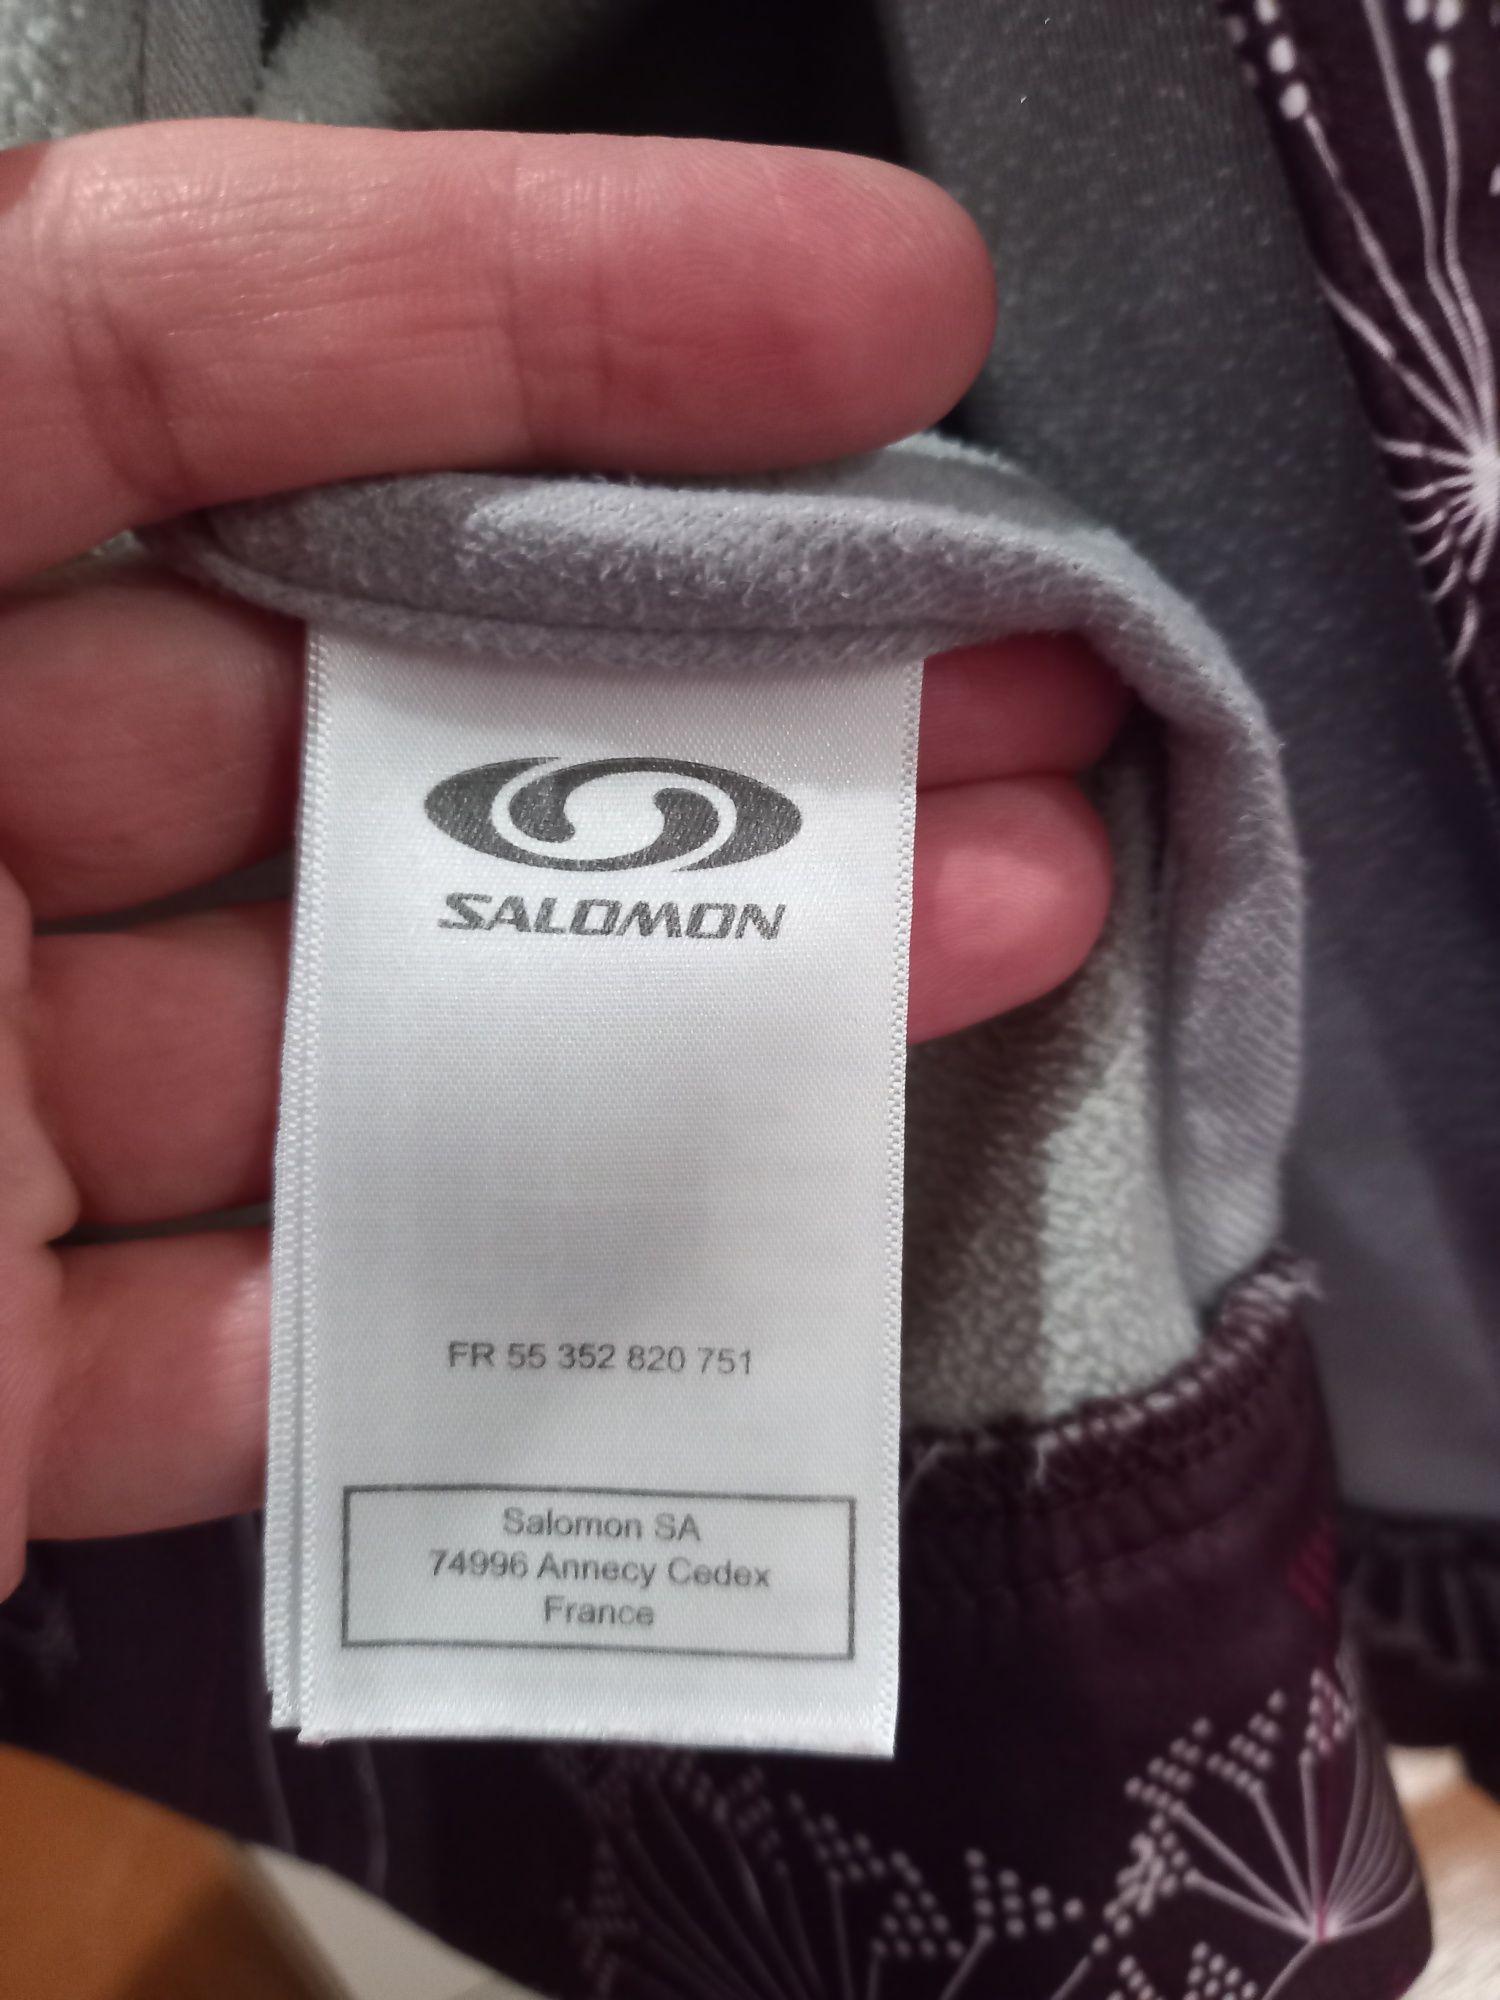 SALOMON
FR 55 352 820 751
Salomon SA
74996 Annecy Cedex
France